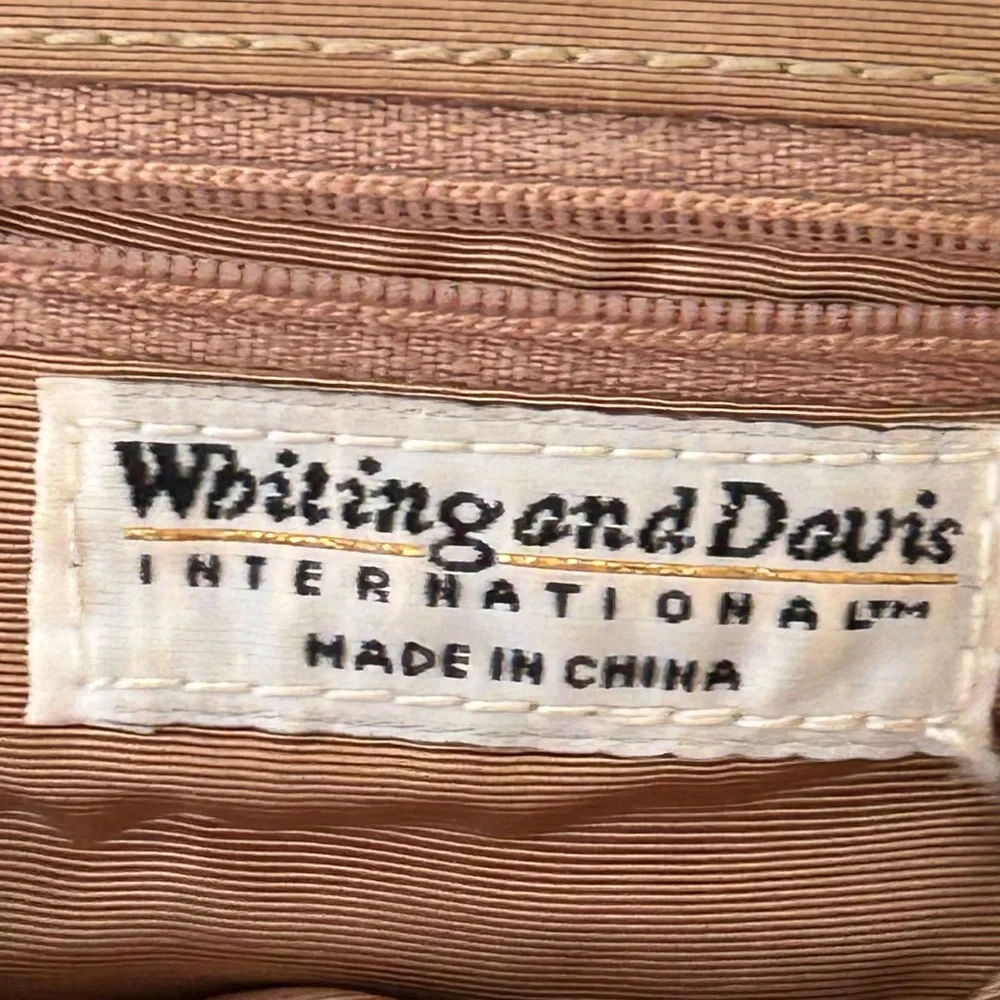 Whiting and Davis
INTERNATIONAL™
MADE IN CHINA